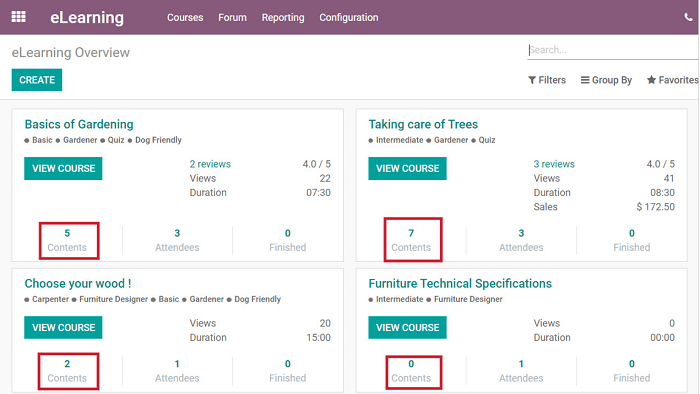 eLearning Courses Forum Reporting Configuration
eLearning Overview
Search...
CREATE
Filters Group By Favorites
Basics of Gardening
Basic Gardener Quiz Dog Friendly
VIEW COURSE
2 reviews 4.0 / 5
Views 22
Duration 07:30
5 3 0
Contents Attendees Finished
Taking care of Trees
Intermediate Gardener Quiz
VIEW COURSE
3 reviews 4.0 / 5
Views 41
Duration 08:30
Sales $ 172.50
7 3 0
Contents Attendees Finished
Choose your wood !
Carpenter Furniture Designer Basic Gardener Dog Friendly
VIEW COURSE
Views 20
Duration 15:00
2 1 0
Contents Attendees Finished
Furniture Technical Specifications
Intermediate Furniture Designer
VIEW COURSE
Views 0
Duration 00:00
0 1 0
Contents Attendees Finished